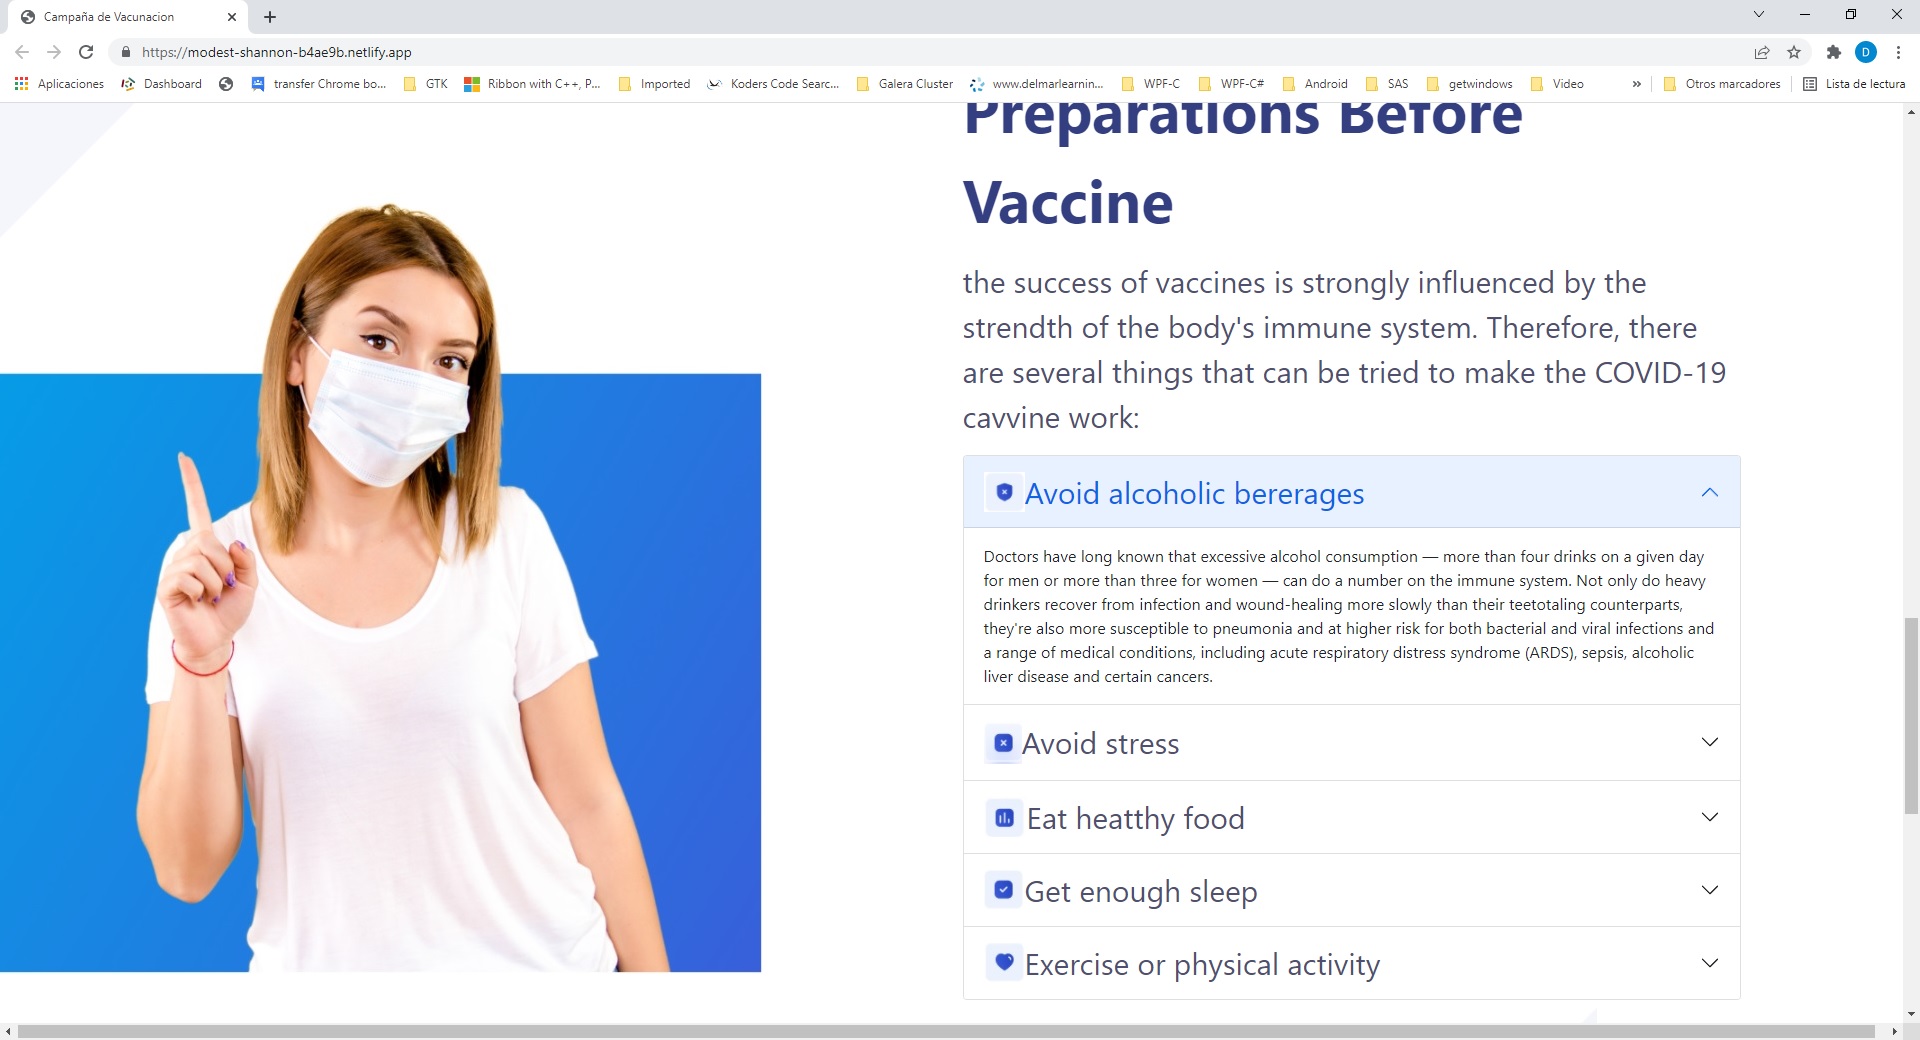 Campaña de Vacunacion
https://modest-shannon-b4ae9b.netlify.app
D
Aplicaciones
Dashboard
transfer Chrome bo...
GTK
Ribbon with C++, P...
Imported
Koders Code Searc...
Galera Cluster
www.delmarlearnin...
WPF-C
WPF-C#
Android
SAS
getwindows
Video
»
Otros marcadores
Lista de lectura
Preparations Before
Vaccine
the success of vaccines is strongly influenced by the
strendth of the body's immune system. Therefore, there
are several things that can be tried to make the COVID-19
cavvine work:
Avoid alcoholic bererages
Doctors have long known that excessive alcohol consumption — more than four drinks on a given day
for men or more than three for women — can do a number on the immune system. Not only do heavy
drinkers recover from infection and wound-healing more slowly than their teetotaling counterparts,
they're also more susceptible to pneumonia and at higher risk for both bacterial and viral infections and
a range of medical conditions, including acute respiratory distress syndrome (ARDS), sepsis, alcoholic
liver disease and certain cancers.
Avoid stress
Eat heatthy food
Get enough sleep
Exercise or physical activity